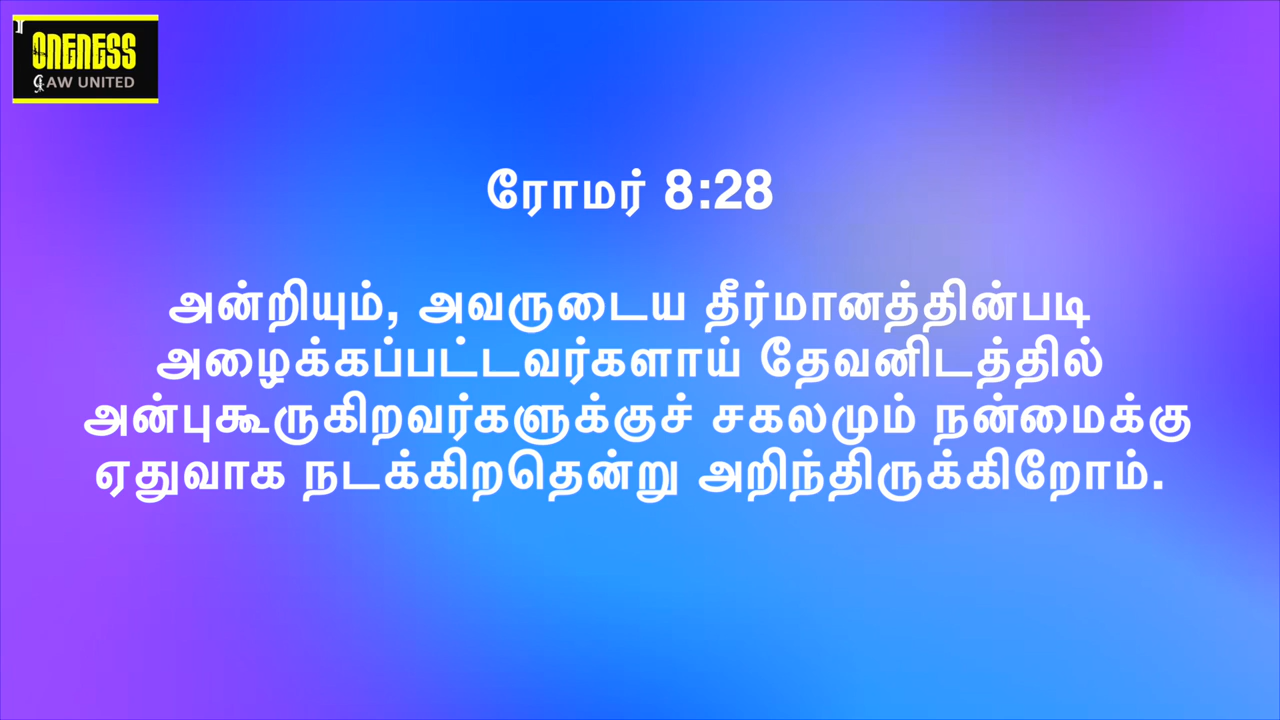 ONENESS
GAW UNITED
ரோமர் 8:28
அன்றியும், அவருடைய தீர்மானத்தின்படி
அழைக்கப்பட்டவர்களாய் தேவனிடத்தில்
அன்புகூருகிறவர்களுக்குச் சகலமும் நன்மைக்கு
ஏதுவாக நடக்கிறதென்று அறிந்திருக்கிறோம்.